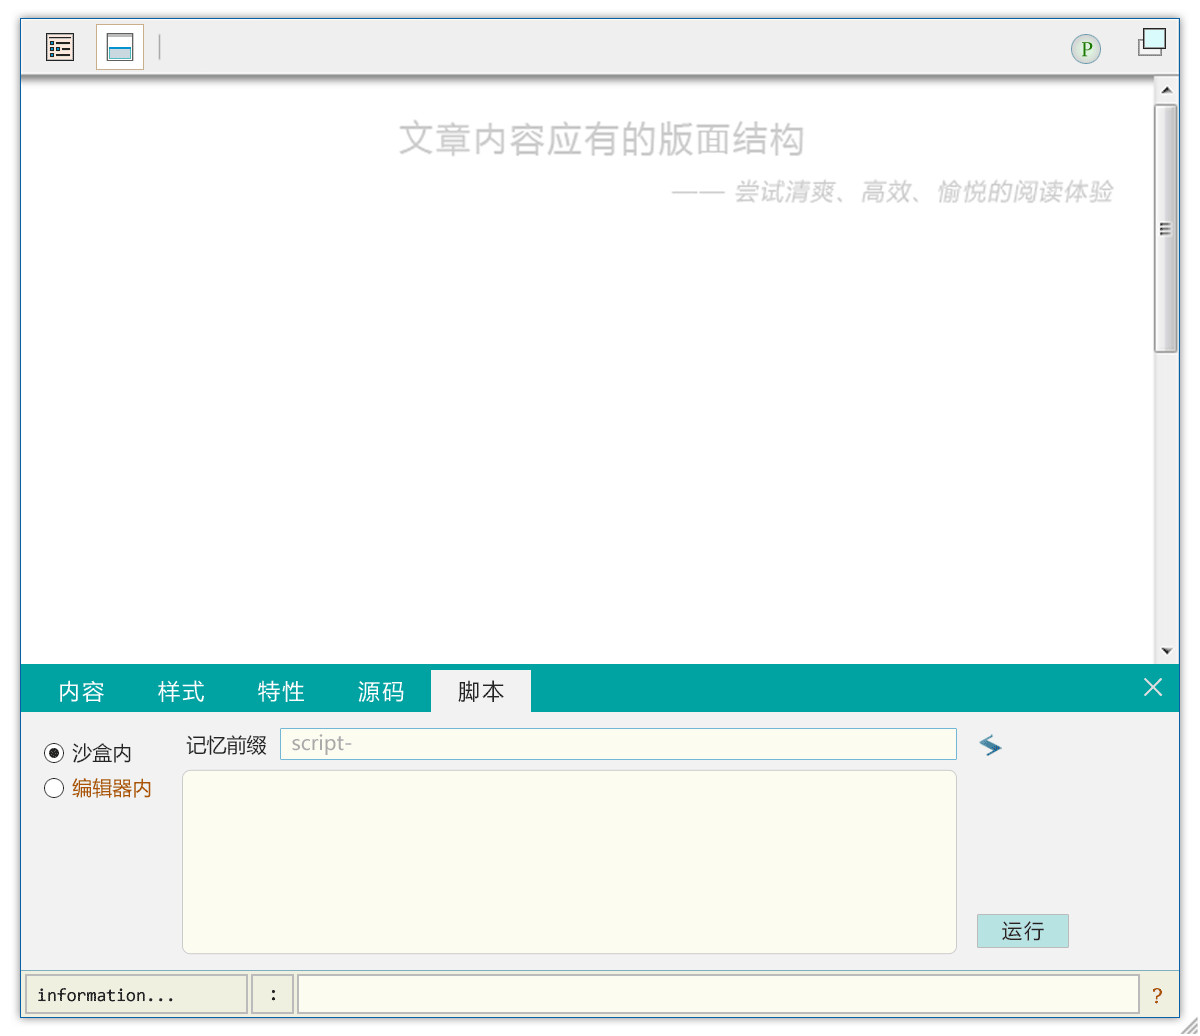 P
文章内容应有的版面结构
—— 尝试清爽、高效、愉悦的阅读体验
内容 样式 特性 源码 脚本
沙盒内
编辑器内
记忆前缀 script-
运行
information... : ?